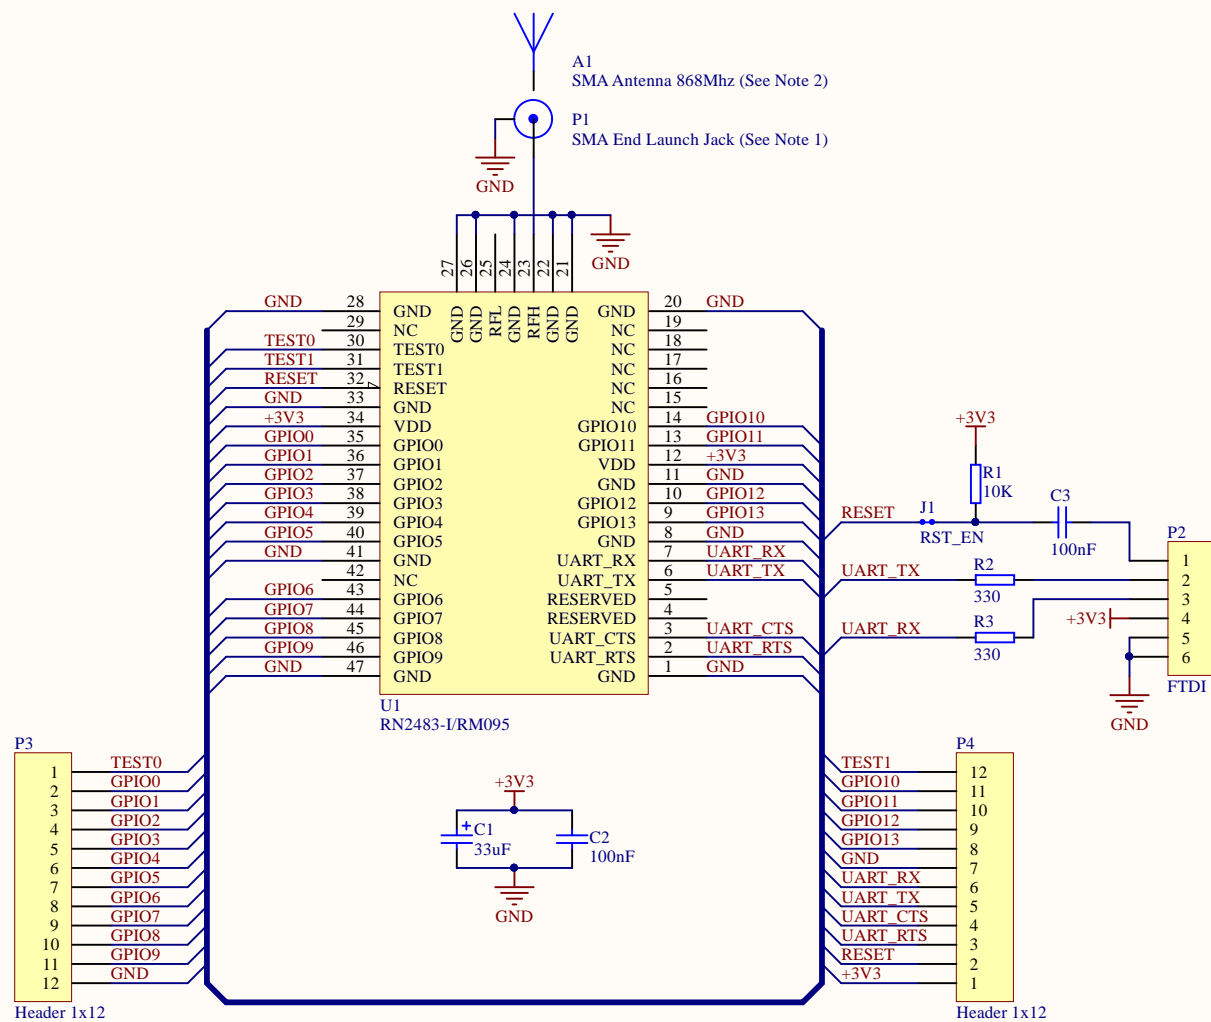 A1
SMA Antenna 868Mhz (See Note 2)
P1
SMA End Launch Jack (See Note 1)
GND
GND
27 26 25 24 23 22 21
GND GND RFL GND RFH GND GND
GND 28 GND GND 20 GND
29 NC NC 19
TEST0 30 TEST0 NC 18
TEST1 31 TEST1 NC 17
RESET 32 RESET NC 16
GND 33 GND NC 15
+3V3 34 VDD GPIO10 14 GPIO10
GPIO0 35 GPIO0 GPIO11 13 GPIO11
GPIO1 36 GPIO1 VDD 12 +3V3
GPIO2 37 GPIO2 GND 11 GND
GPIO3 38 GPIO3 GPIO12 10 GPIO12
GPIO4 39 GPIO4 GPIO13 9 GPIO13
GPIO5 40 GPIO5 GND 8 GND
GND 41 GND UART_RX 7 UART_RX
42 NC UART_TX 6 UART_TX
GPIO6 43 GPIO6 RESERVED 5
GPIO7 44 GPIO7 RESERVED 4
GPIO8 45 GPIO8 UART_CTS 3 UART_CTS
GPIO9 46 GPIO9 UART_RTS 2 UART_RTS
GND 47 GND GND 1 GND
U1
RN2483-I/RM095
+3V3
R1
10K
RESET
J1
RST_EN
C3
100nF
P2
1
UART_TX
R2
330
2
3
+3V3
4
UART_RX
R3
330
5
6
GND
FTDI
P3
1 TEST0
2 GPIO0
3 GPIO1
4 GPIO2
5 GPIO3
6 GPIO4
7 GPIO5
8 GPIO6
9 GPIO7
10 GPIO8
11 GPIO9
12 GND
Header 1x12
+3V3
+
C1
33uF
C2
100nF
GND
P4
TEST1 12
GPIO10 11
GPIO11 10
GPIO12 9
GPIO13 8
GND 7
UART_RX 6
UART_TX 5
UART_CTS 4
UART_RTS 3
RESET 2
+3V3 1
Header 1x12